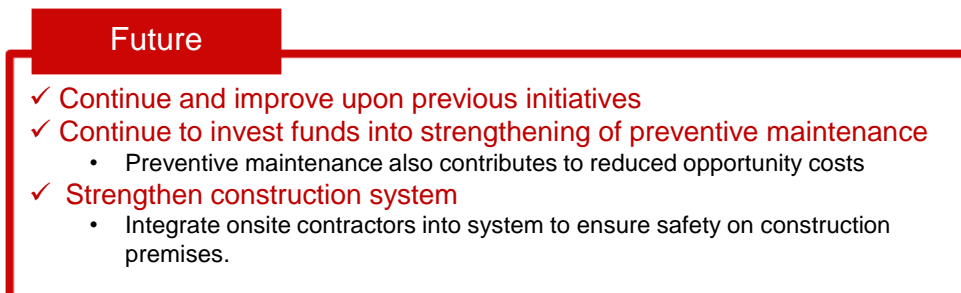 Future
✓ Continue and improve upon previous initiatives
✓ Continue to invest funds into strengthening of preventive maintenance
• Preventive maintenance also contributes to reduced opportunity costs
✓ Strengthen construction system
• Integrate onsite contractors into system to ensure safety on construction
premises.